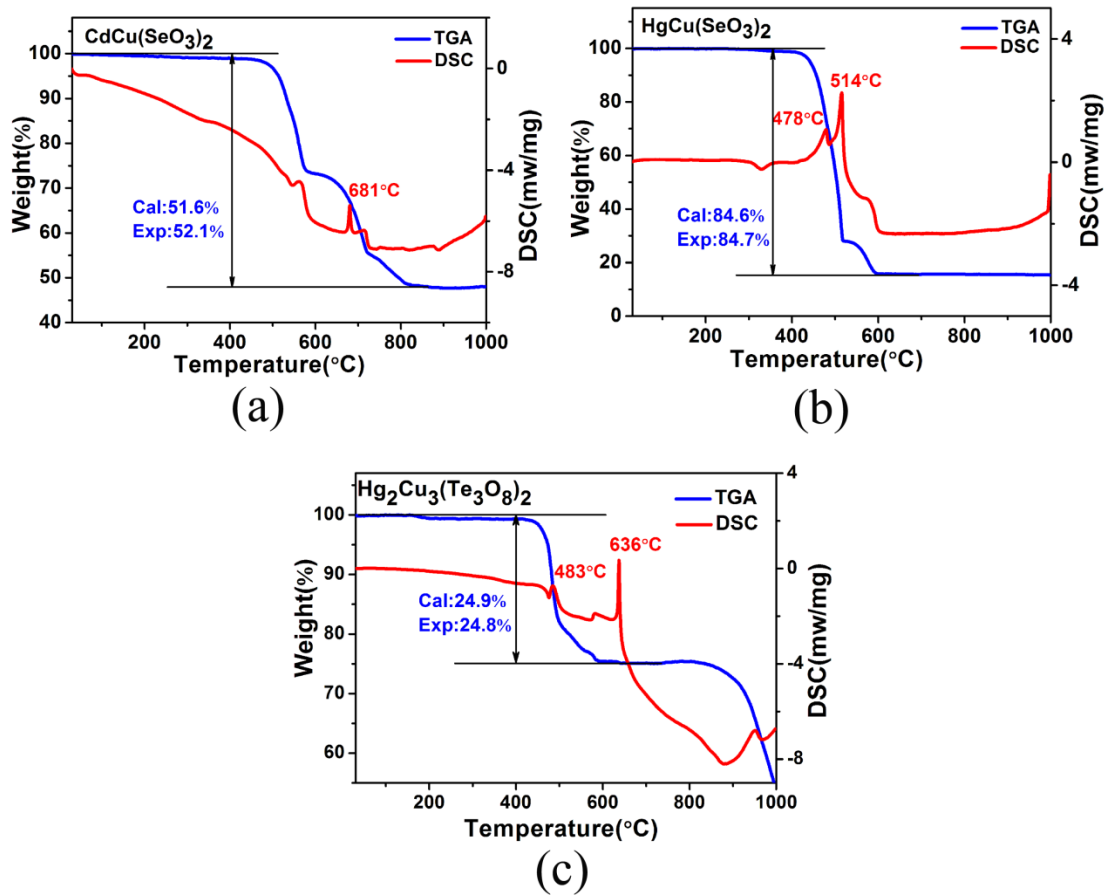 CdCu(SeO3)2
TGA
DSC
681°C
Cal:51.6%
Exp:52.1%
Weight(%)
100
90
80
70
60
50
40
200 400 600 800 1000
Temperature(°C)
0
-4
-8
DSC(mw/mg)
(a)
HgCu(SeO3)2
TGA
DSC
514°C
478°C
Cal:84.6%
Exp:84.7%
Weight(%)
100
80
60
40
20
0
200 400 600 800 1000
Temperature(°C)
4
2
0
-2
-4
DSC(mw/mg)
(b)
Hg2Cu3(Te3O8)2
TGA
DSC
636°C
483°C
Cal:24.9%
Exp:24.8%
Weight(%)
100
90
80
70
60
200 400 600 800 1000
Temperature(°C)
4
0
-4
-8
DSC(mw/mg)
(c)